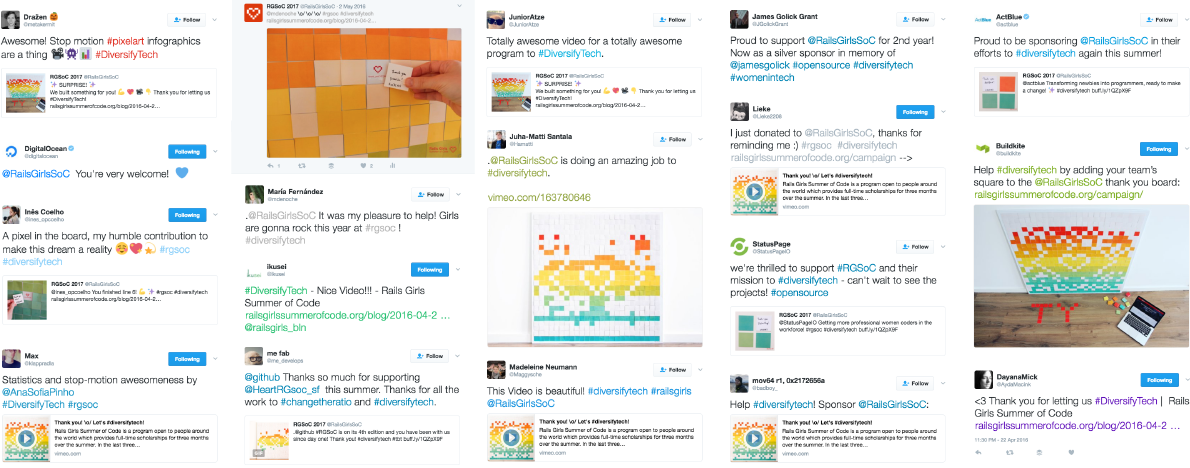 Dražen
@metakermit
Follow
Awesome! Stop motion #pixelart infographics
are a thing #DiversifyTech
RGSoC 2017 @RailsGirlsSoC
SURPRISE!
We built something for you! Thank you for letting us
#DiversifyTech!
railsgirlssummerofcode.org/blog/2016-04-2...
DigitalOcean
@digitalocean
Following
@RailsGirlsSoC You're very welcome!
Inês Coelho
@ines_opcoelho
Following
A pixel in the board, my humble contribution to
make this dream a reality #rgsoc
#diversifytech
RGSoC 2017 @RailsGirlsSoC
@ines_opcoelho You finished line 6! #rgsoc #diversifytech
railsgirlssummerofcode.org/blog/2016-04-2...
Max
@kisppradis
Following
Statistics and stop-motion awesomeness by
@AnaSofiaPinho
#DiversifyTech #rgsoc
Thank you! \o/ Let's #diversifytech!
Rails Girls Summer of Code is a program open to people around
the world which provides full-time scholarships for three months
over the summer. In the last three...
vimeo.com
RGSOC 2017 @RailsGirlsSoC · 2 May 2016
\o/ \o/ \o/ #rgsoc #diversifytech
railsgirlssummerofcode.org/blog/2016-04-2...
María Fernández
@mdenoche
Follow
.@RailsGirlsSoC It was my pleasure to help! Girls
are gonna rock this year at #rgsoc !
#diversifytech
ikusei
@ikusei
Following
#DiversifyTech - Nice Video!!! - Rails Girls
Summer of Code
railsgirlssummerofcode.org/blog/2016-04-2 ...
@railsgirls_bln
me fab
@me_develops
Follow
@github Thanks so much for supporting
@HeartRGsoc_sf this summer. Thanks for all the
work to #changetheratio and #diversifytech.
RGSoC 2017 @RailsGirlsSoC
.@github #RGSoC is on its 4th edition and you have been with us
since day one! Thank you! #diversifytech #tbt buff.ly/1QZpX9F
JuniorAtze
@JuniorAtze
Follow
Totally awesome video for a totally awesome
program to #DiversifyTech.
RGSoC 2017 @RailsGirlsSoC
SURPRISE!
We built something for you! Thank you for letting us
#DiversifyTech!
railsgirlssummerofcode.org/blog/2016-04-2...
Juha-Matti Santala
@Hamatti
Follow
.@RailsGirlsSoC is doing an amazing job to
#diversifytech.
vimeo.com/163780646
Madeleine Neumann
@Maggysche
Follow
This Video is beautiful! #diversifytech #railsgirls
@RailsGirlsSoC
Thank you! \o/ Let's #diversifytech!
Rails Girls Summer of Code is a program open to people around
the world which provides full-time scholarships for three months
over the summer. In the last three...
vimeo.com
James Golick Grant
@JGolickGrant
Follow
Proud to support @RailsGirlsSoC for 2nd year!
Now as a silver sponsor in memory of
@jamesgolick #opensource #diversifytech
#womenintech
Lieke
@Lieke2208
Following
I just donated to @RailsGirlsSoC, thanks for
reminding me :) #rgsoc #diversifytech
railsgirlssummerofcode.org/campaign -->
Thank you! \o/ Let's #diversifytech!
Rails Girls Summer of Code is a program open to people around
the world which provides full-time scholarships for three months
over the summer. In the last three...
vimeo.com
StatusPage
@StatusPageIO
Follow
we're thrilled to support #RGSoC and their
mission to #diversifytech - can't wait to see the
projects! #opensource
RGSOC 2017 @RailsGirlsSoC
@StatusPageIO Getting more professional women coders in the
workforce! #rgsoc #diversifytech buff.ly/1QZpX9F
mov64 r1, 0x2172656a
@badboy_
Following
Help #diversifytech! Sponsor @RailsGirlsSoC:
Thank you! \o/ Let's #diversifytech!
Rails Girls Summer of Code is a program open to people around
the world which provides full-time scholarships for three months
over the summer. In the last three...
vimeo.com
ActBlue
@actblue
Follow
Proud to be sponsoring @RailsGirlsSoC in their
efforts to #diversifytech again this summer!
RGSOC 2017 @RailsGirlsSoC
@actblue Transforming newbies into programmers, ready to make
a change! #diversifytech buff.ly/1QZpX9F
Buildkite
@buildkite
Following
Help #diversifytech by adding your team's
square to the @RailsGirlsSoC thank you board:
railsgirlssummerofcode.org/campaign/
TY
DayanaMick
Following
<3 Thank you for letting us #DiversifyTech | Rails
Girls Summer of Code
railsgirlssummerofcode.org/blog/2016-04-2 ...
11:30 PM - 22 Apr 2016